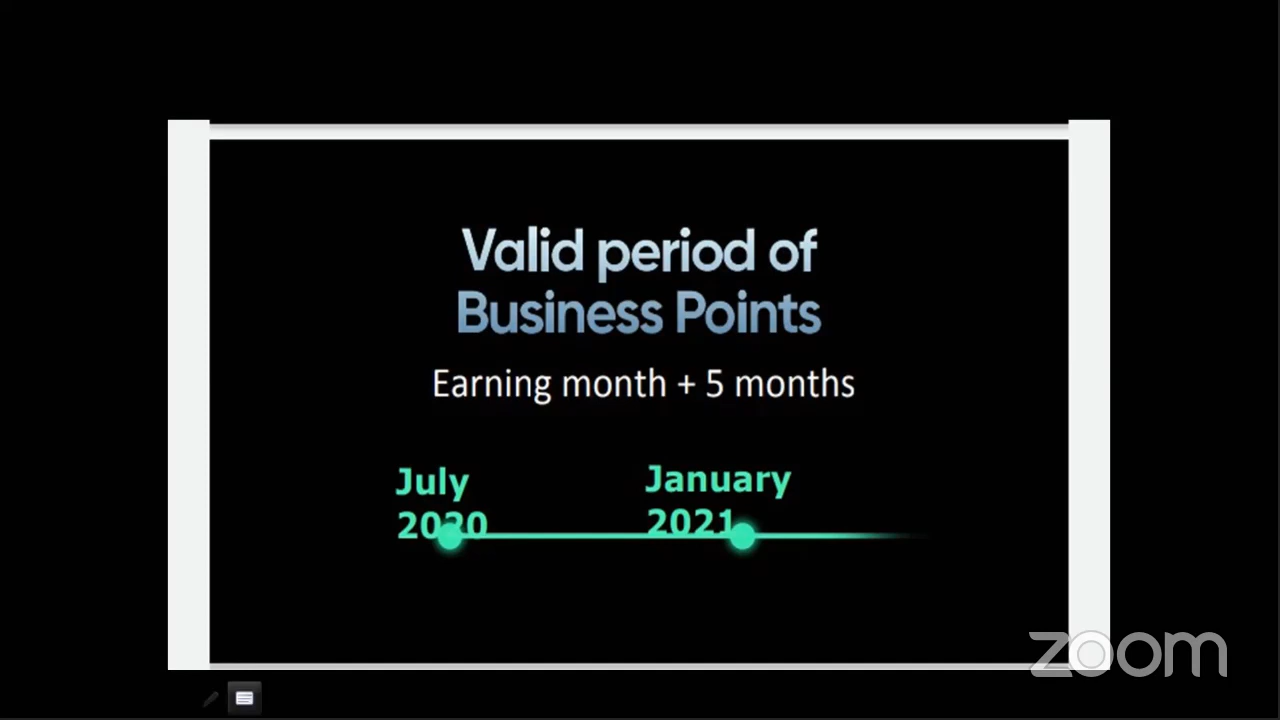 Valid period of
Business Points
Earning month + 5 months
July
2020
January
2021
zoom